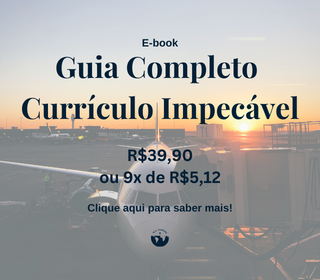 E-book
Guia Completo
Currículo Impecável
R$39,90
ou 9x de R$5,12
Clique aqui para saber mais!